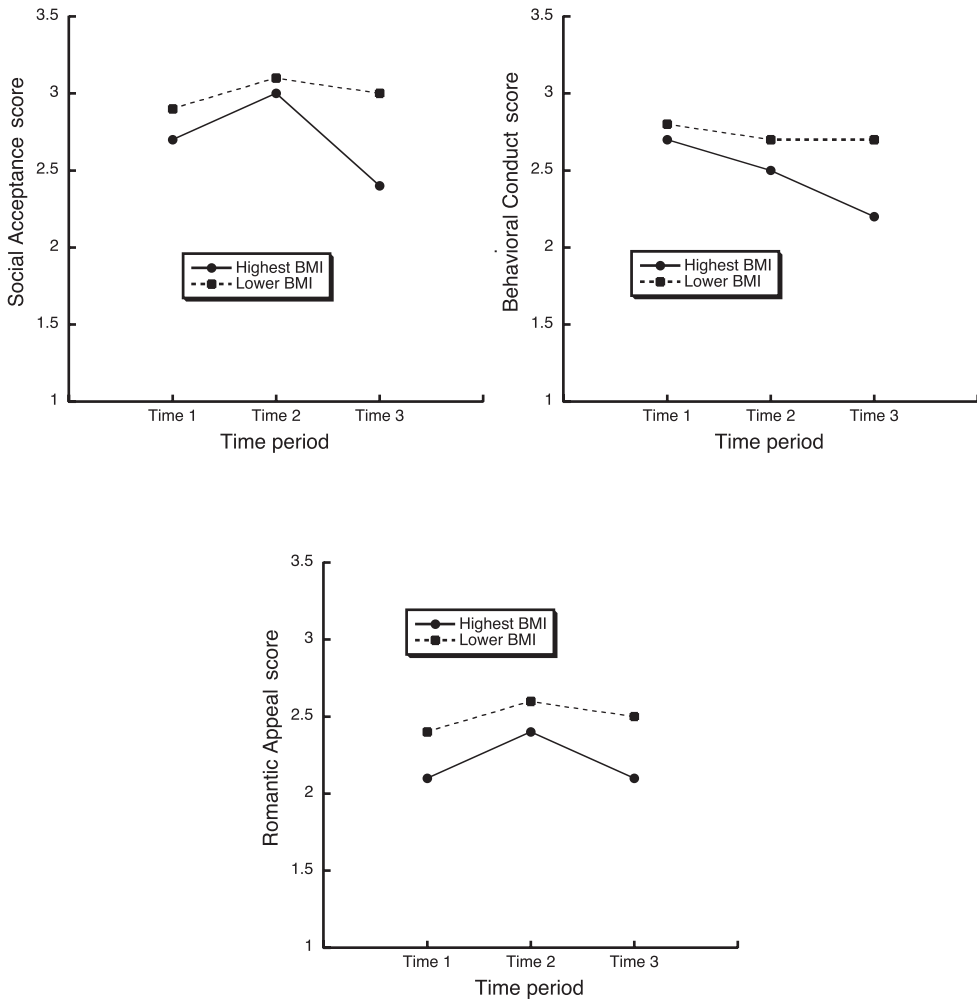 3.5
3
2.5
2
1.5
1
Social Acceptance score
Highest BMI
Lower BMI
Time 1 Time 2 Time 3
Time period
3.5
3
2.5
2
1.5
1
Behavioral Conduct score
Highest BMI
Lower BMI
Time 1 Time 2 Time 3
Time period
3.5
3
2.5
2
1.5
1
Romantic Appeal score
Highest BMI
Lower BMI
Time 1 Time 2 Time 3
Time period